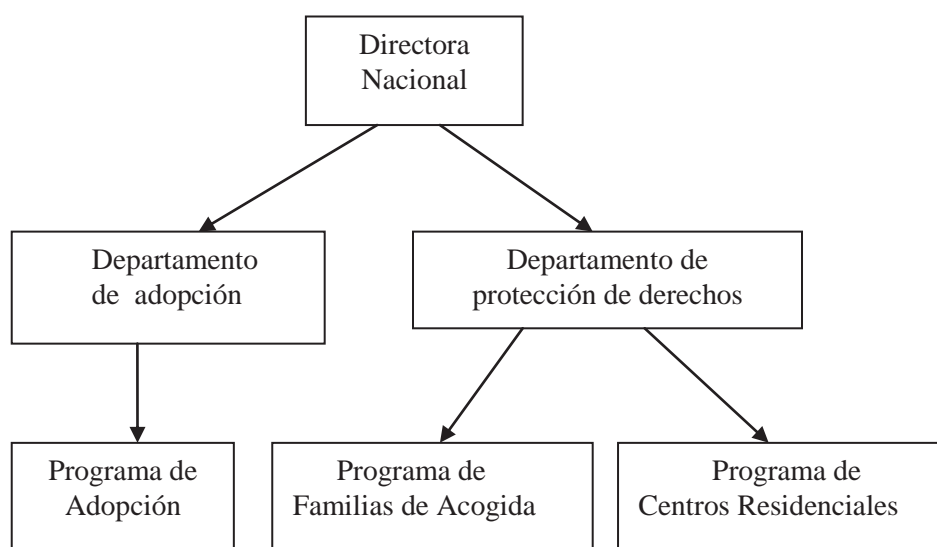 Directora
Nacional
Departamento
de adopción
Departamento de
protección de derechos
Programa de
Adopción
Programa de
Familias de Acogida
Programa de
Centros Residenciales